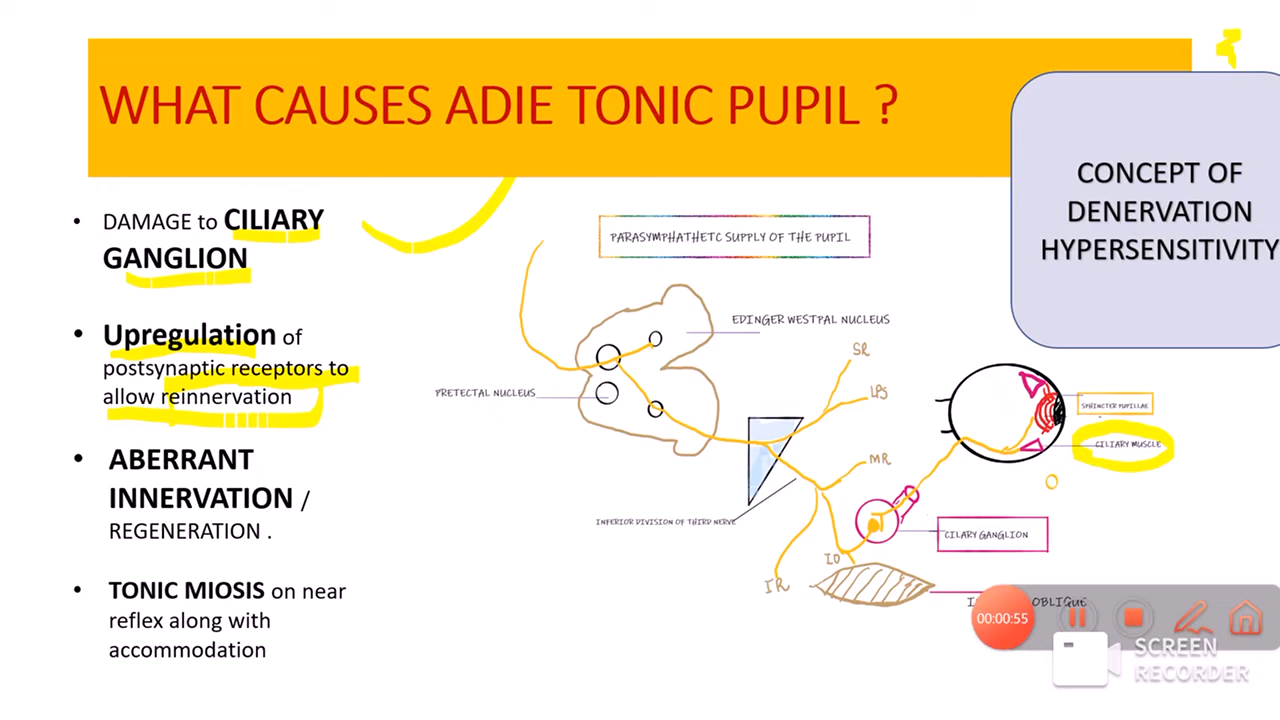 WHAT CAUSES ADIE TONIC PUPIL ?
CONCEPT OF
DENERVATION
HYPERSENSITIVITY
• DAMAGE to CILIARY
GANGLION
• Upregulation of
postsynaptic receptors to
allow reinnervation
• ABERRANT
INNERVATION /
REGENERATION .
• TONIC MIOSIS on near
reflex along with
accommodation
PARASYMPHATHETC SUPPLY OF THE PUPIL
EDINGER WESTPAL NUCLEUS
PRETECTAL NUCLEUS
SR
LPS
MR
INFERIOR DIVISION OF THIRD NERVE
IO
IR
SPHINCTER PUPILLAE
CILIARY MUSCLE
CILARY GANGLION
OBLIQUE
00:00:55
SCREEN
RECORDER